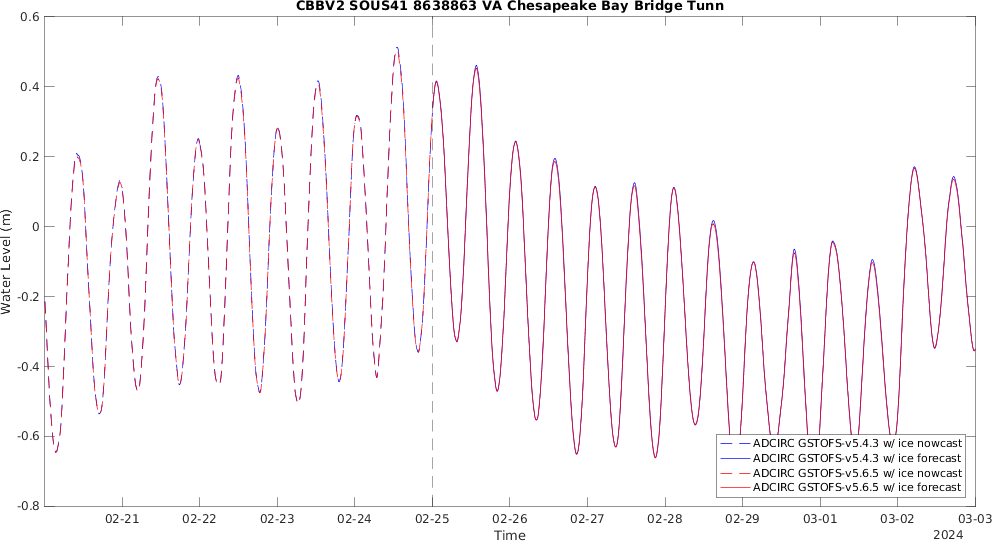 CBBV2 SOUS41 8638863 VA Chesapeake Bay Bridge Tunn
0.6
0.4
0.2
0
-0.2
-0.4
-0.6
-0.8
Water Level (m)
ADCIRC GSTOFS-v5.4.3 w/ ice nowcast
ADCIRC GSTOFS-v5.4.3 w/ ice forecast
ADCIRC GSTOFS-v5.6.5 w/ ice nowcast
ADCIRC GSTOFS-v5.6.5 w/ ice forecast
02-21 02-22 02-23 02-24 02-25 02-26 02-27 02-28 02-29 03-01 03-02 03-03
Time
2024